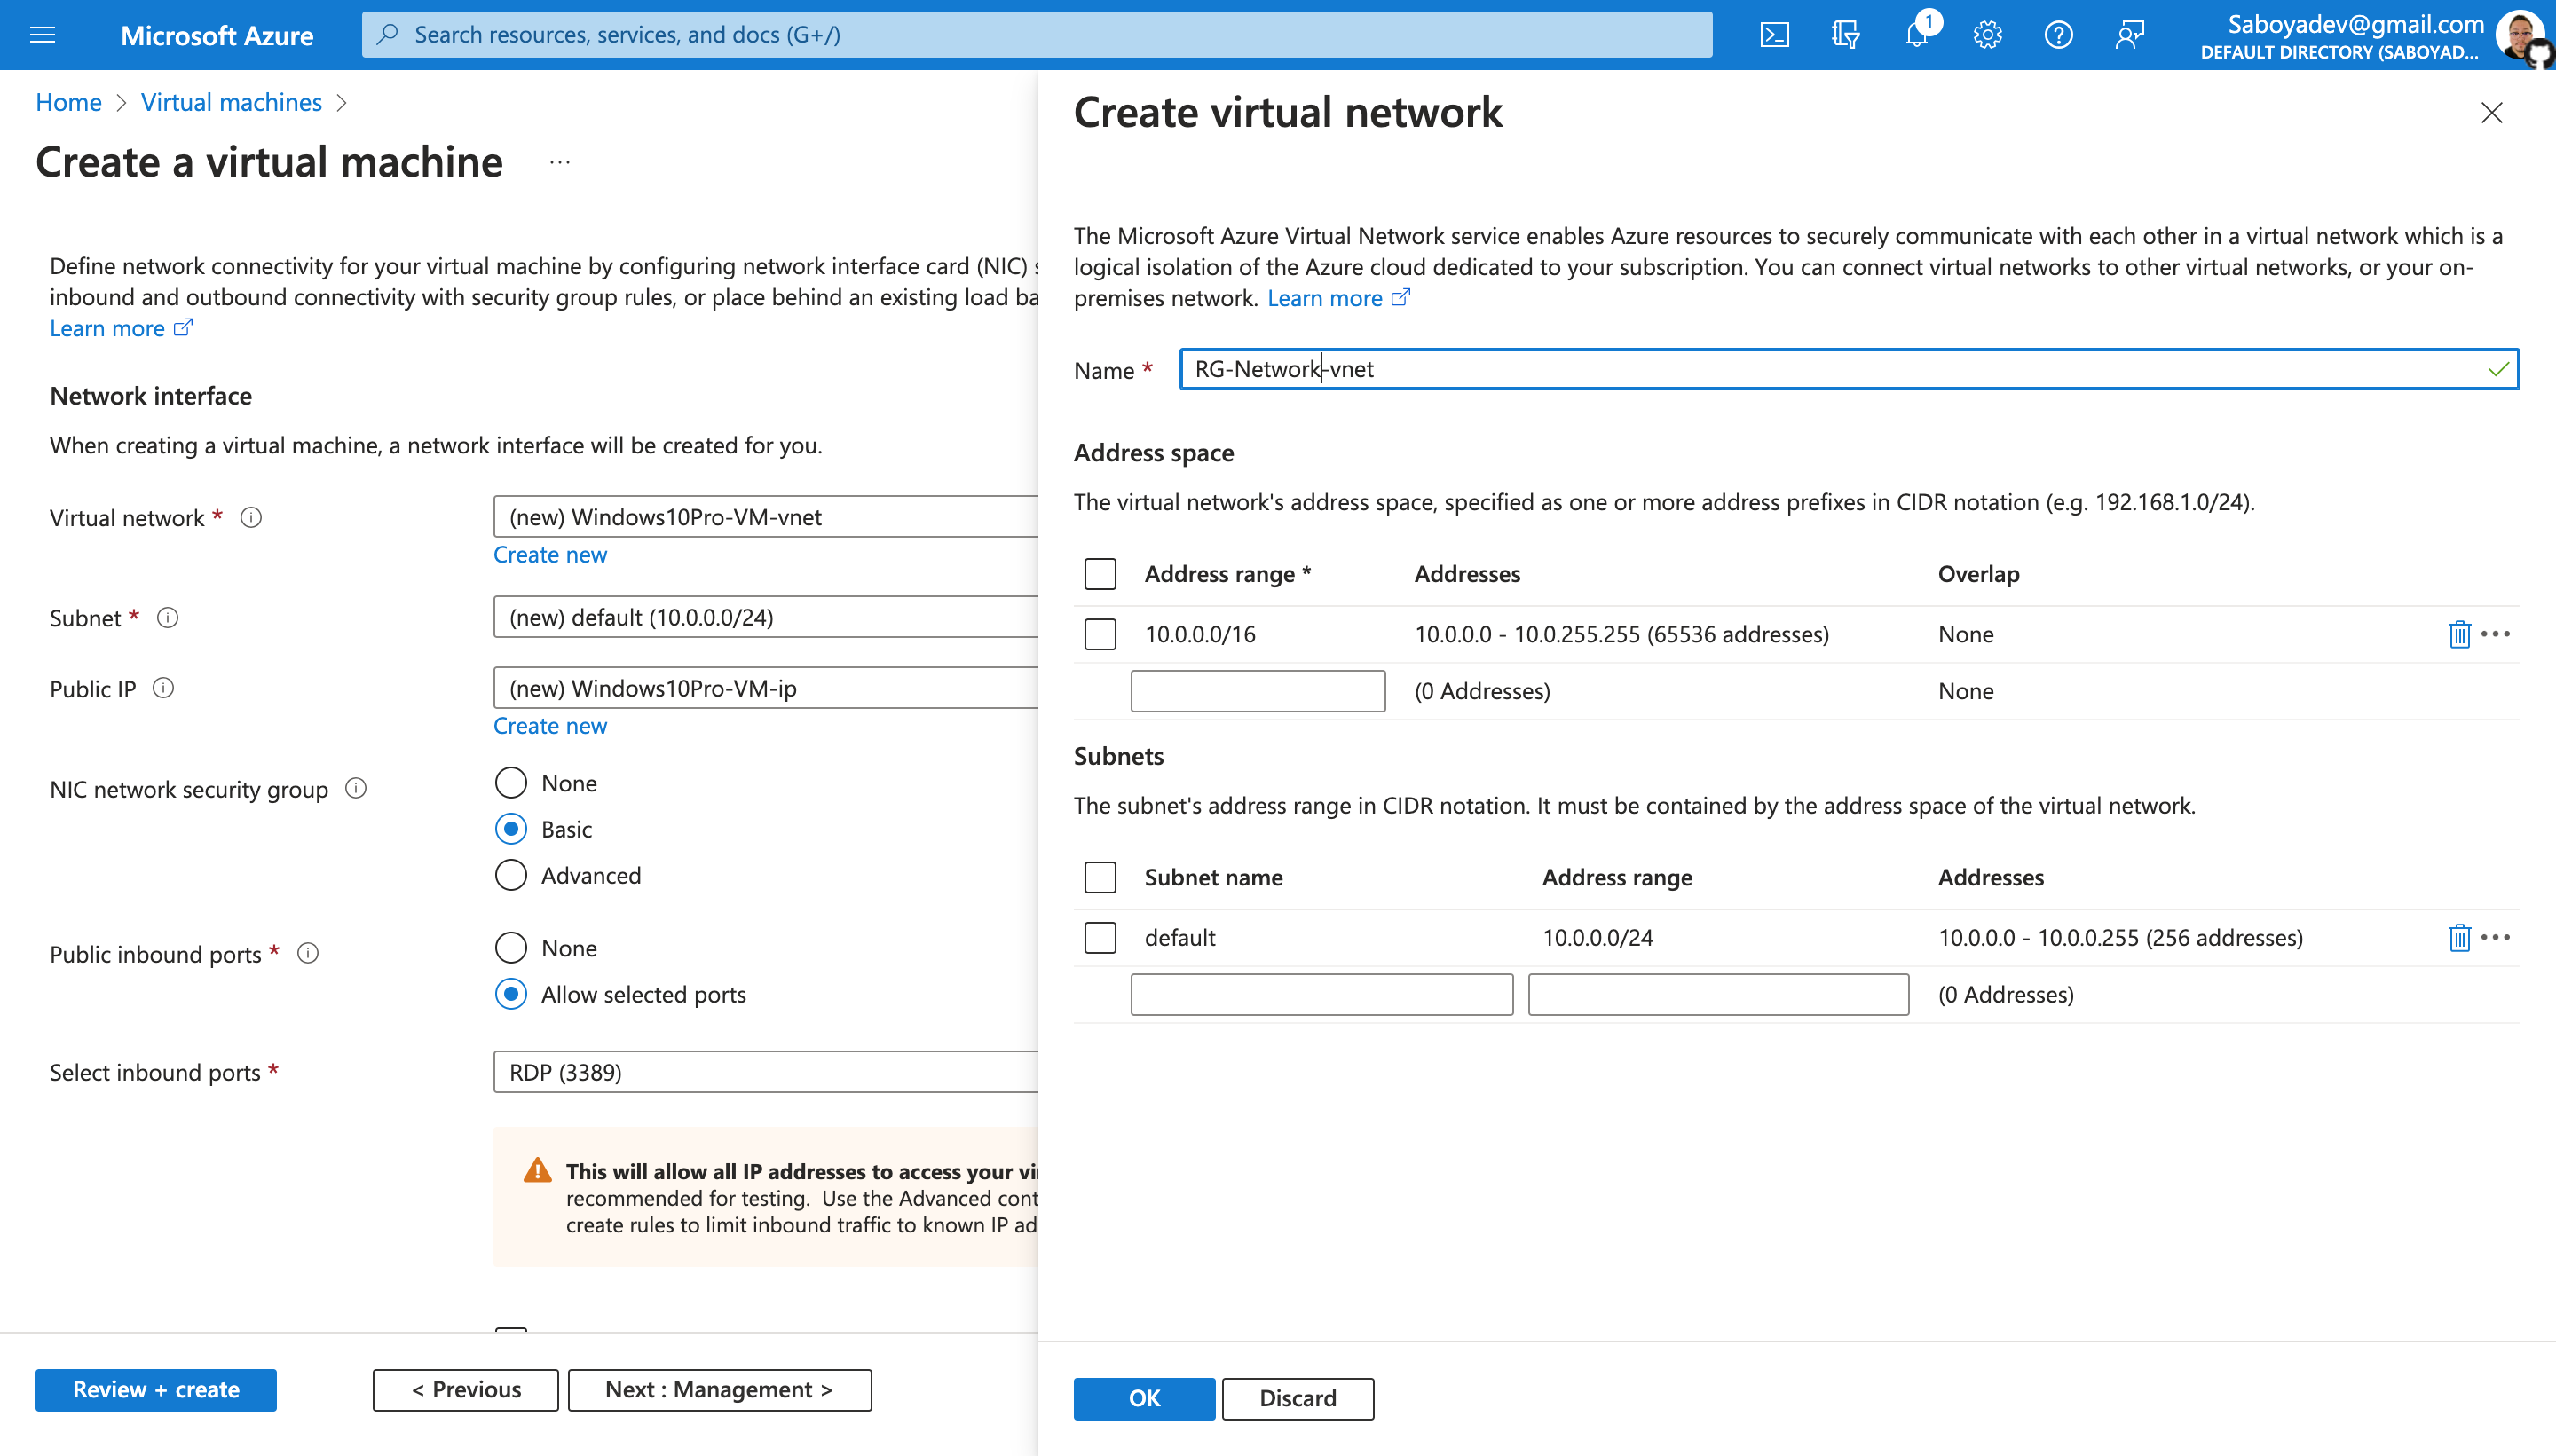 Microsoft Azure
Search resources, services, and docs (G+/)
1
Saboyadev@gmail.com
DEFAULT DIRECTORY (SABOYAD...
Home > Virtual machines >
Create a virtual machine ...
Define network connectivity for your virtual machine by configuring network interface card (NIC)
inbound and outbound connectivity with security group rules, or place behind an existing load ba
Learn more
Network interface
When creating a virtual machine, a network interface will be created for you.
Virtual network *
(new) Windows10Pro-VM-vnet
Create new
Subnet *
(new) default (10.0.0.0/24)
Public IP
(new) Windows10Pro-VM-ip
Create new
NIC network security group
None
Basic
Advanced
Public inbound ports *
None
Allow selected ports
Select inbound ports *
RDP (3389)
This will allow all IP addresses to access your vi
recommended for testing. Use the Advanced cont
create rules to limit inbound traffic to known IP ad
Review + create
< Previous
Next : Management >
Create virtual network
The Microsoft Azure Virtual Network service enables Azure resources to securely communicate with each other in a virtual network which is a
logical isolation of the Azure cloud dedicated to your subscription. You can connect virtual networks to other virtual networks, or your on-
premises network. Learn more
Name *
RG-Network-vnet
Address space
The virtual network's address space, specified as one or more address prefixes in CIDR notation (e.g. 192.168.1.0/24).
Address range * Addresses Overlap
10.0.0.0/16 10.0.0.0 - 10.0.255.255 (65536 addresses) None
(0 Addresses) None
Subnets
The subnet's address range in CIDR notation. It must be contained by the address space of the virtual network.
Subnet name Address range Addresses
default 10.0.0.0/24 10.0.0.0 - 10.0.0.255 (256 addresses)
(0 Addresses)
OK
Discard